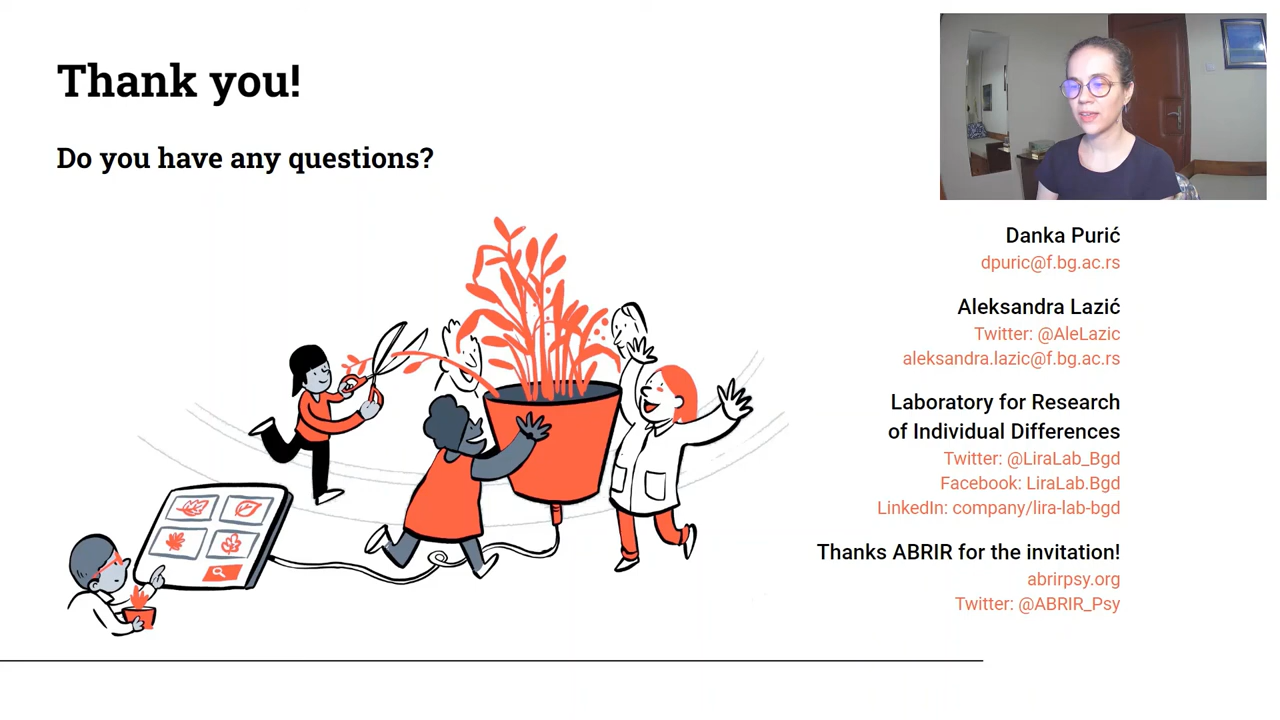 Thank you!
Do you have any questions?
Danka Purić
dpuric@f.bg.ac.rs
Aleksandra Lazić
Twitter: @AleLazic
aleksandra.lazic@f.bg.ac.rs
Laboratory for Research
of Individual Differences
Twitter: @LiraLab_Bgd
Facebook: LiraLab.Bgd
LinkedIn: company/lira-lab-bgd
Thanks ABRIR for the invitation!
abrirpsy.org
Twitter: @ABRIR_Psy